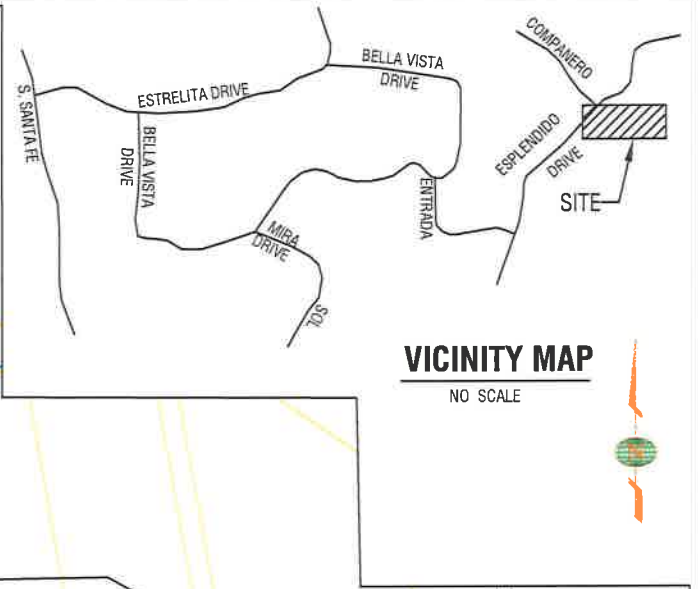 COMPANERO
BELLA VISTA
DRIVE
S. SANTA FE
ESTRELITA DRIVE
BELLA VISTA
DRIVE
ESPLENDIDO
DRIVE
ENTRADA
SITE
MIRA
DRIVE
SOL
VICINITY MAP
NO SCALE